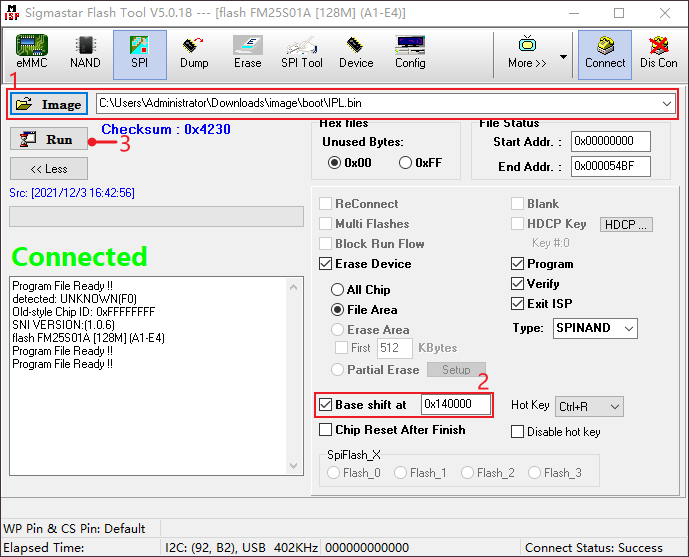 M
ISP
Sigmastar Flash Tool V5.0.18 --- [flash FM25S01A [128M] (A1-E4)]
eMMC NAND SPI Dump Erase SPI Tool Device Config More >> Connect Dis Con
1
Image C:\Users\Administrator\Downloads\image\boot\IPL.bin
Run 3 Checksum : 0x4230
<< Less
Src: [2021/12/3 16:42:56]
Hex files
Unused Bytes:
0x00 0xFF
File Status
Start Addr. : 0x00000000
End Addr. : 0x000054BF
Connected
Program File Ready !!
detected: UNKNOWN(F0)
Old-style Chip ID: 0xFFFFFFFF
SNI VERSION:(1.0.6)
flash FM25S01A [128M] (A1-E4)
Program File Ready !!
Program File Ready !!
ReConnect Blank
Multi Flashes HDCP Key HDCP ...
Block Run Flow Key #:0
Erase Device Program
All Chip Verify
File Area Exit ISP
Erase Area Type: SPINAND
First 512 KBytes
Partial Erase Setup
2
Base shift at 0x140000 Hot Key Ctrl+R
Chip Reset After Finish Disable hot key
SpiFlash_X
Flash_0 Flash_1 Flash_2 Flash_3
WP Pin & CS Pin: Default
Elapsed Time: I2C: (92, B2), USB 402KHz 000000000000 Connect Status: Success